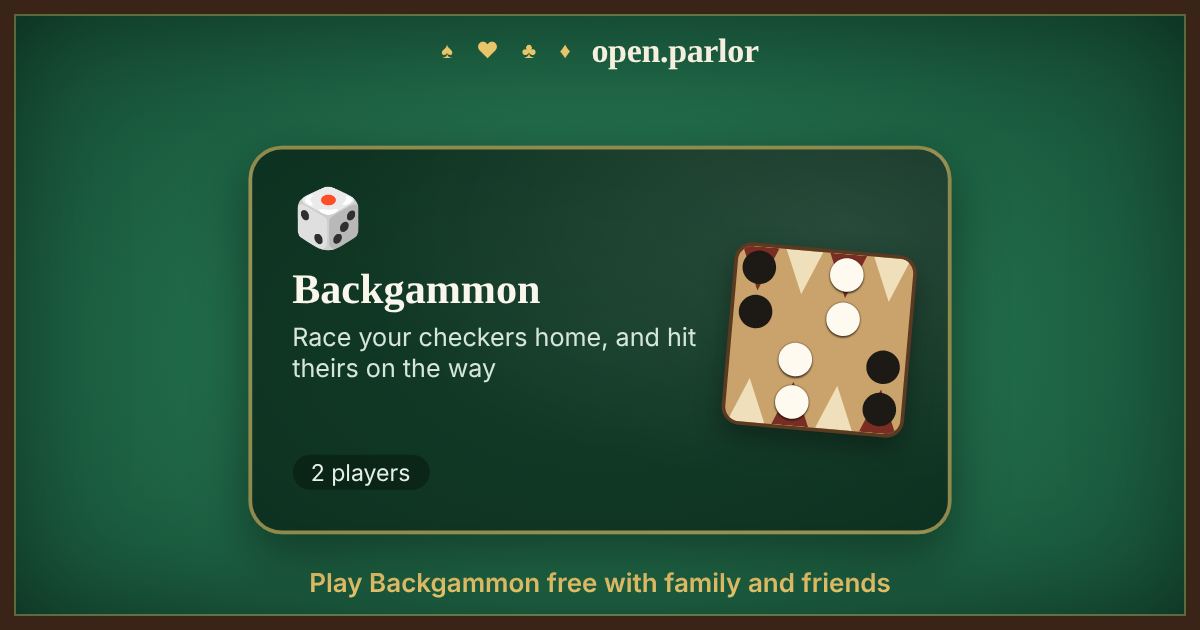 ♠ ♥ ♣ ♦ open.parlor
Backgammon
Race your checkers home, and hit
theirs on the way
2 players
Play Backgammon free with family and friends